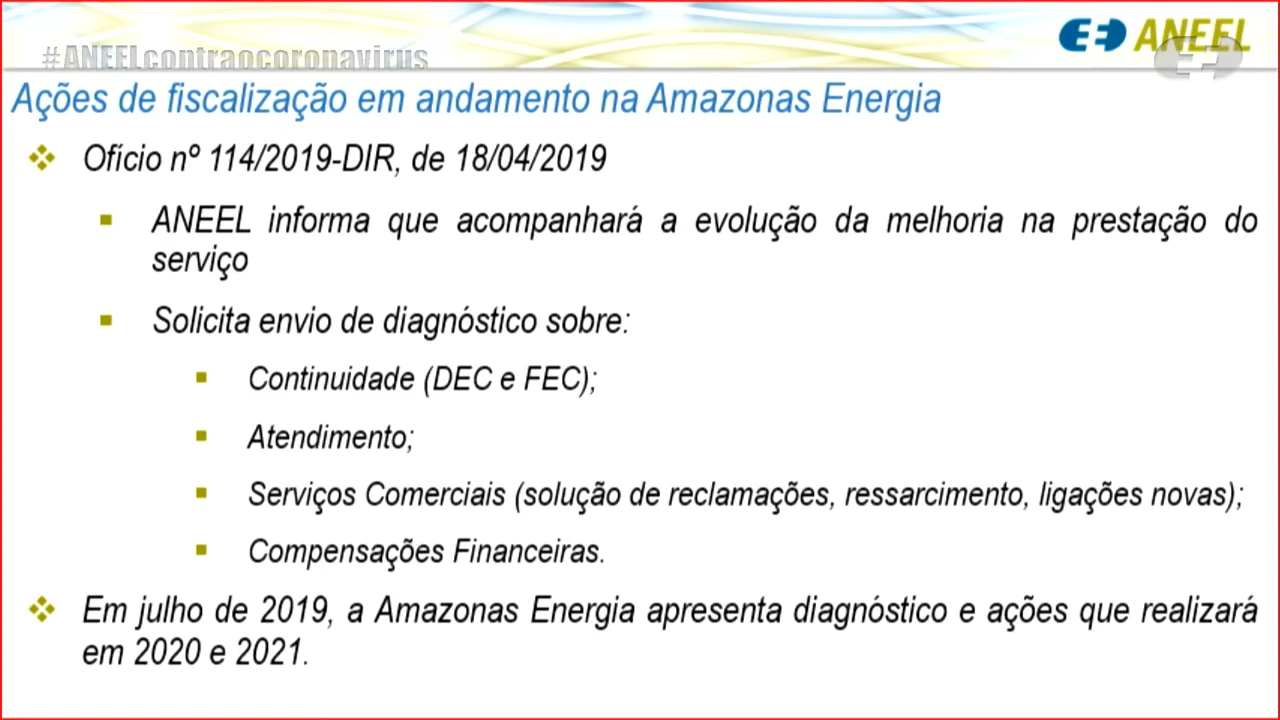 #ANEELcontraocoronavirus
ANEEL
Ações de fiscalização em andamento na Amazonas Energia
Ofício nº 114/2019-DIR, de 18/04/2019
ANEEL informa que acompanhará a evolução da melhoria na prestação do
serviço
Solicita envio de diagnóstico sobre:
Continuidade (DEC e FEC);
Atendimento;
Serviços Comerciais (solução de reclamações, ressarcimento, ligações novas);
Compensações Financeiras.
Em julho de 2019, a Amazonas Energia apresenta diagnóstico e ações que realizará
em 2020 e 2021.